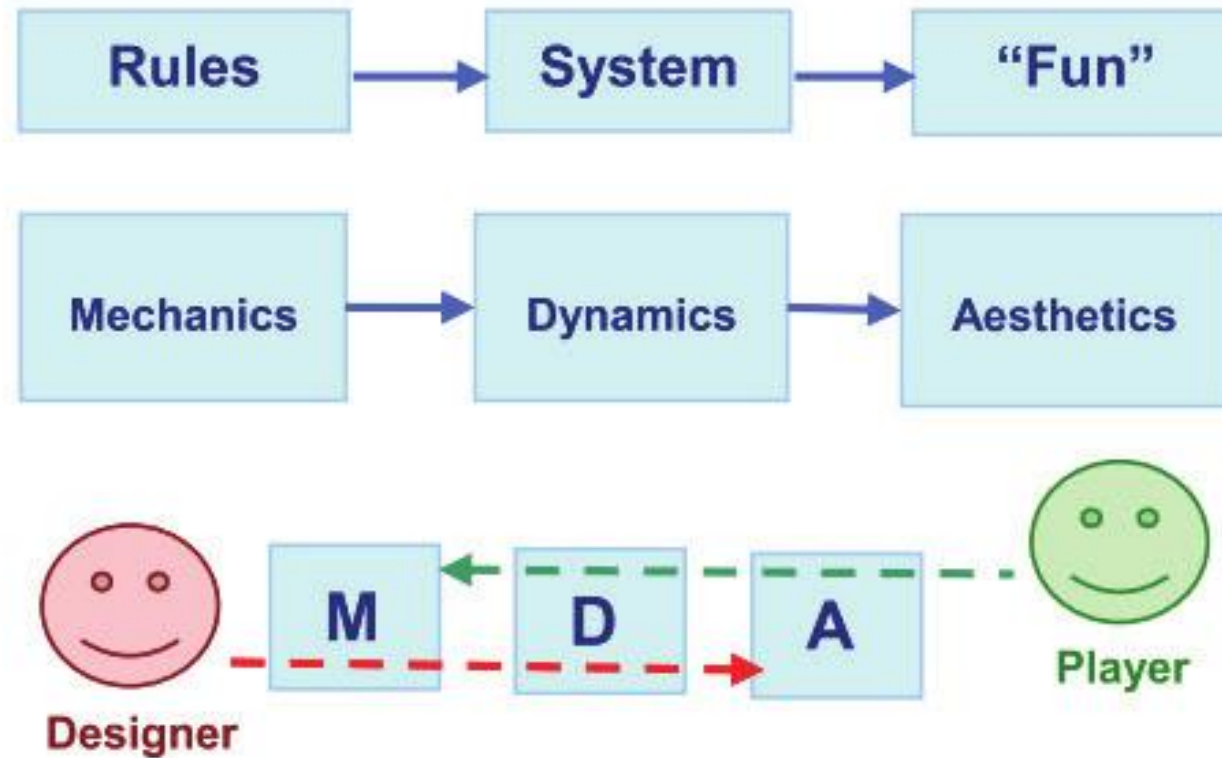 Rules
System
“Fun”
Mechanics
Dynamics
Aesthetics
M
D
A
Player
Designer